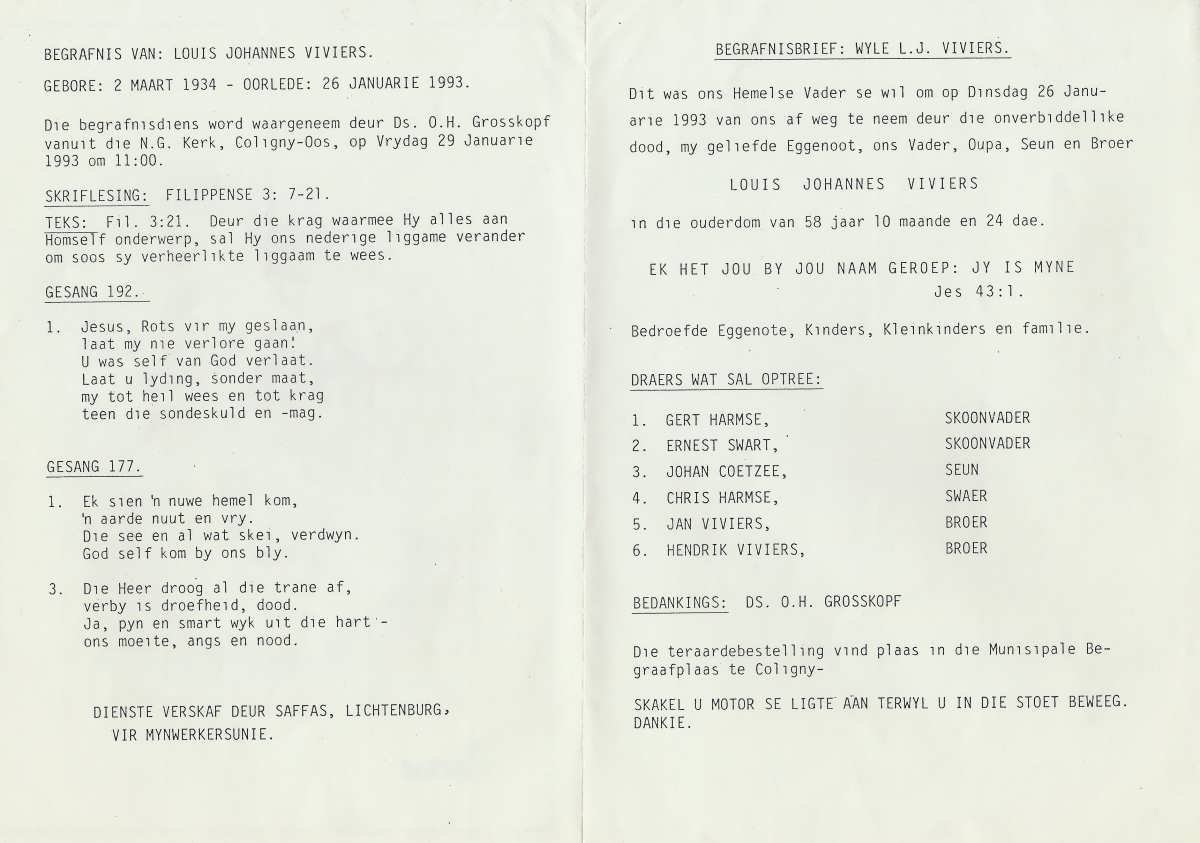 BEGRAFNIS VAN: LOUIS JOHANNES VIVIERS.
GEBORE: 2 MAART 1934 - OORLEDE: 26 JANUARIE 1993.
Die begrafnisdiens word waargeneem deur Ds. O.H. Grosskopf
vanuit die N.G. Kerk, Coligny-Oos, op Vrydag 29 Januarie
1993 om 11:00.
SKRIFLESING: FILIPPENSE 3: 7-21.
TEKS: Fil. 3:21. Deur die krag waarmee Hy alles aan
Homself onderwerp, sal Hy ons nederige liggame verander
om soos sy verheerlikte liggaam te wees.
GESANG 192.
1. Jesus, Rots vir my geslaan,
laat my nie verlore gaan!
U was self van God verlaat.
Laat u lyding, sonder maat,
my tot heil wees en tot krag
teen die sondeskuld en -mag.
GESANG 177.
1. Ek sien 'n nuwe hemel kom,
'n aarde nuut en vry.
Die see en al wat skei, verdwyn.
God self kom by ons bly.
3. Die Heer droog al die trane af,
verby is droefheid, dood.
Ja, pyn en smart wyk uit die hart -
ons moeite, angs en nood.
DIENSTE VERSKAF DEUR SAFFAS, LICHTENBURG,
VIR MYNWERKERSUNIE.
BEGRAFNISBRIEF: WYLE L.J. VIVIERS.
Dit was ons Hemelse Vader se wil om op Dinsdag 26 Janu-
arie 1993 van ons af weg te neem deur die onverbiddellike
dood, my geliefde Eggenoot, ons Vader, Oupa, Seun en Broer
LOUIS JOHANNES VIVIERS
in die ouderdom van 58 jaar 10 maande en 24 dae.
EK HET JOU BY JOU NAAM GEROEP: JY IS MYNE
Jes 43:1.
Bedroefde Eggenote, Kinders, Kleinkinders en familie.
DRAERS WAT SAL OPTREE:
1. GERT HARMSE, SKOONVADER
2. ERNEST SWART, SKOONVADER
3. JOHAN COETZEE, SEUN
4. CHRIS HARMSE, SWAER
5. JAN VIVIERS, BROER
6. HENDRIK VIVIERS, BROER
BEDANKINGS: DS. O.H. GROSSKOPF
Die teraardebestelling vind plaas in die Munisipale Be-
graafplaas te Coligny-
SKAKEL U MOTOR SE LIGTE AAN TERWYL U IN DIE STOET BEWEEG.
DANKIE.